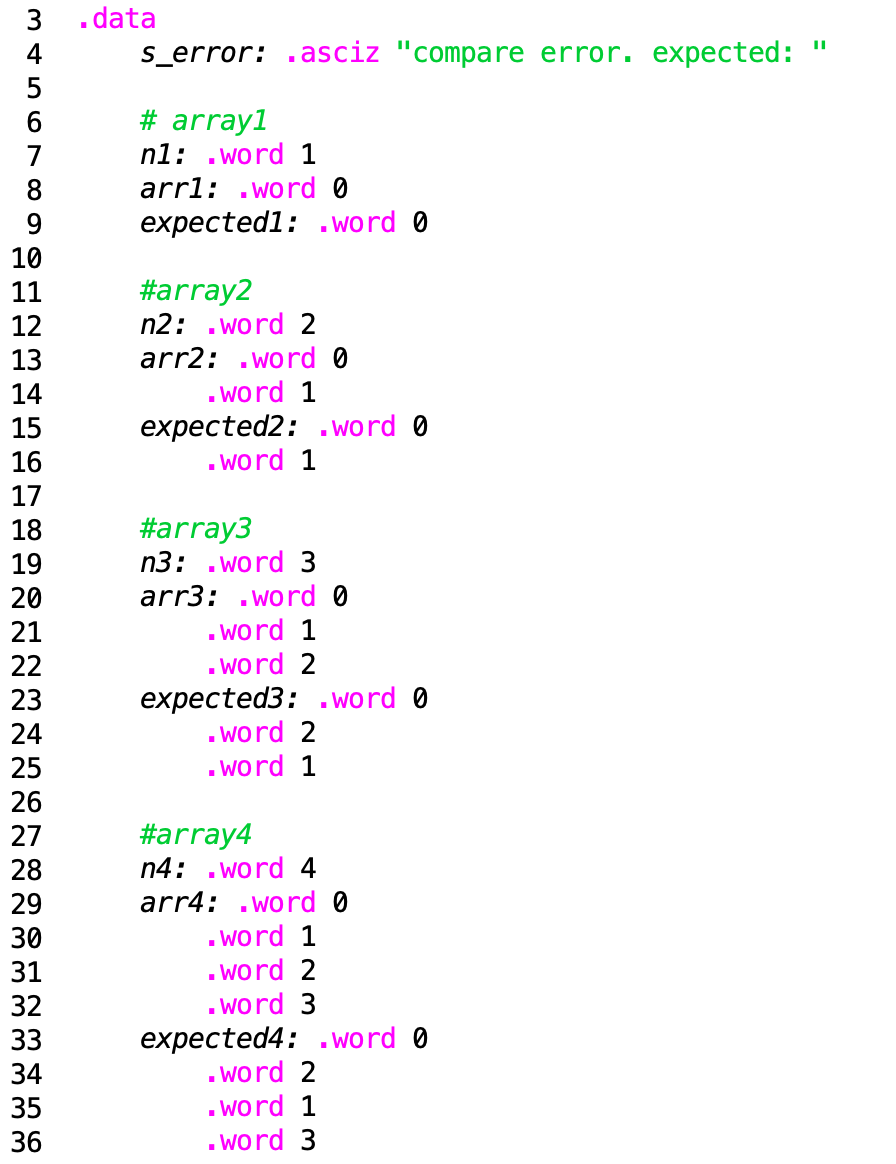 3 .data
4 s_error: .asciz "compare error. expected: "
5
6 # array1
7 n1: .word 1
8 arr1: .word 0
9 expected1: .word 0
10
11 #array2
12 n2: .word 2
13 arr2: .word 0
14 .word 1
15 expected2: .word 0
16 .word 1
17
18 #array3
19 n3: .word 3
20 arr3: .word 0
21 .word 1
22 .word 2
23 expected3: .word 0
24 .word 2
25 .word 1
26
27 #array4
28 n4: .word 4
29 arr4: .word 0
30 .word 1
31 .word 2
32 .word 3
33 expected4: .word 0
34 .word 2
35 .word 1
36 .word 3